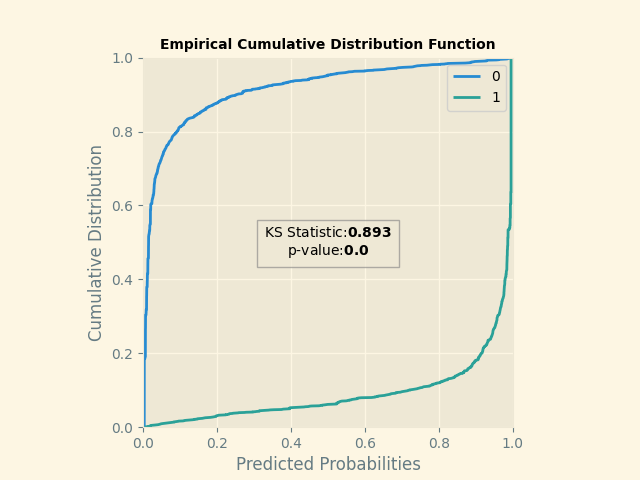 Empirical Cumulative Distribution Function
1.0
0
1
0.8
0.6
KS Statistic:0.893
p-value:0.0
0.4
0.2
0.0
Cumulative Distribution
0.0 0.2 0.4 0.6 0.8 1.0
Predicted Probabilities